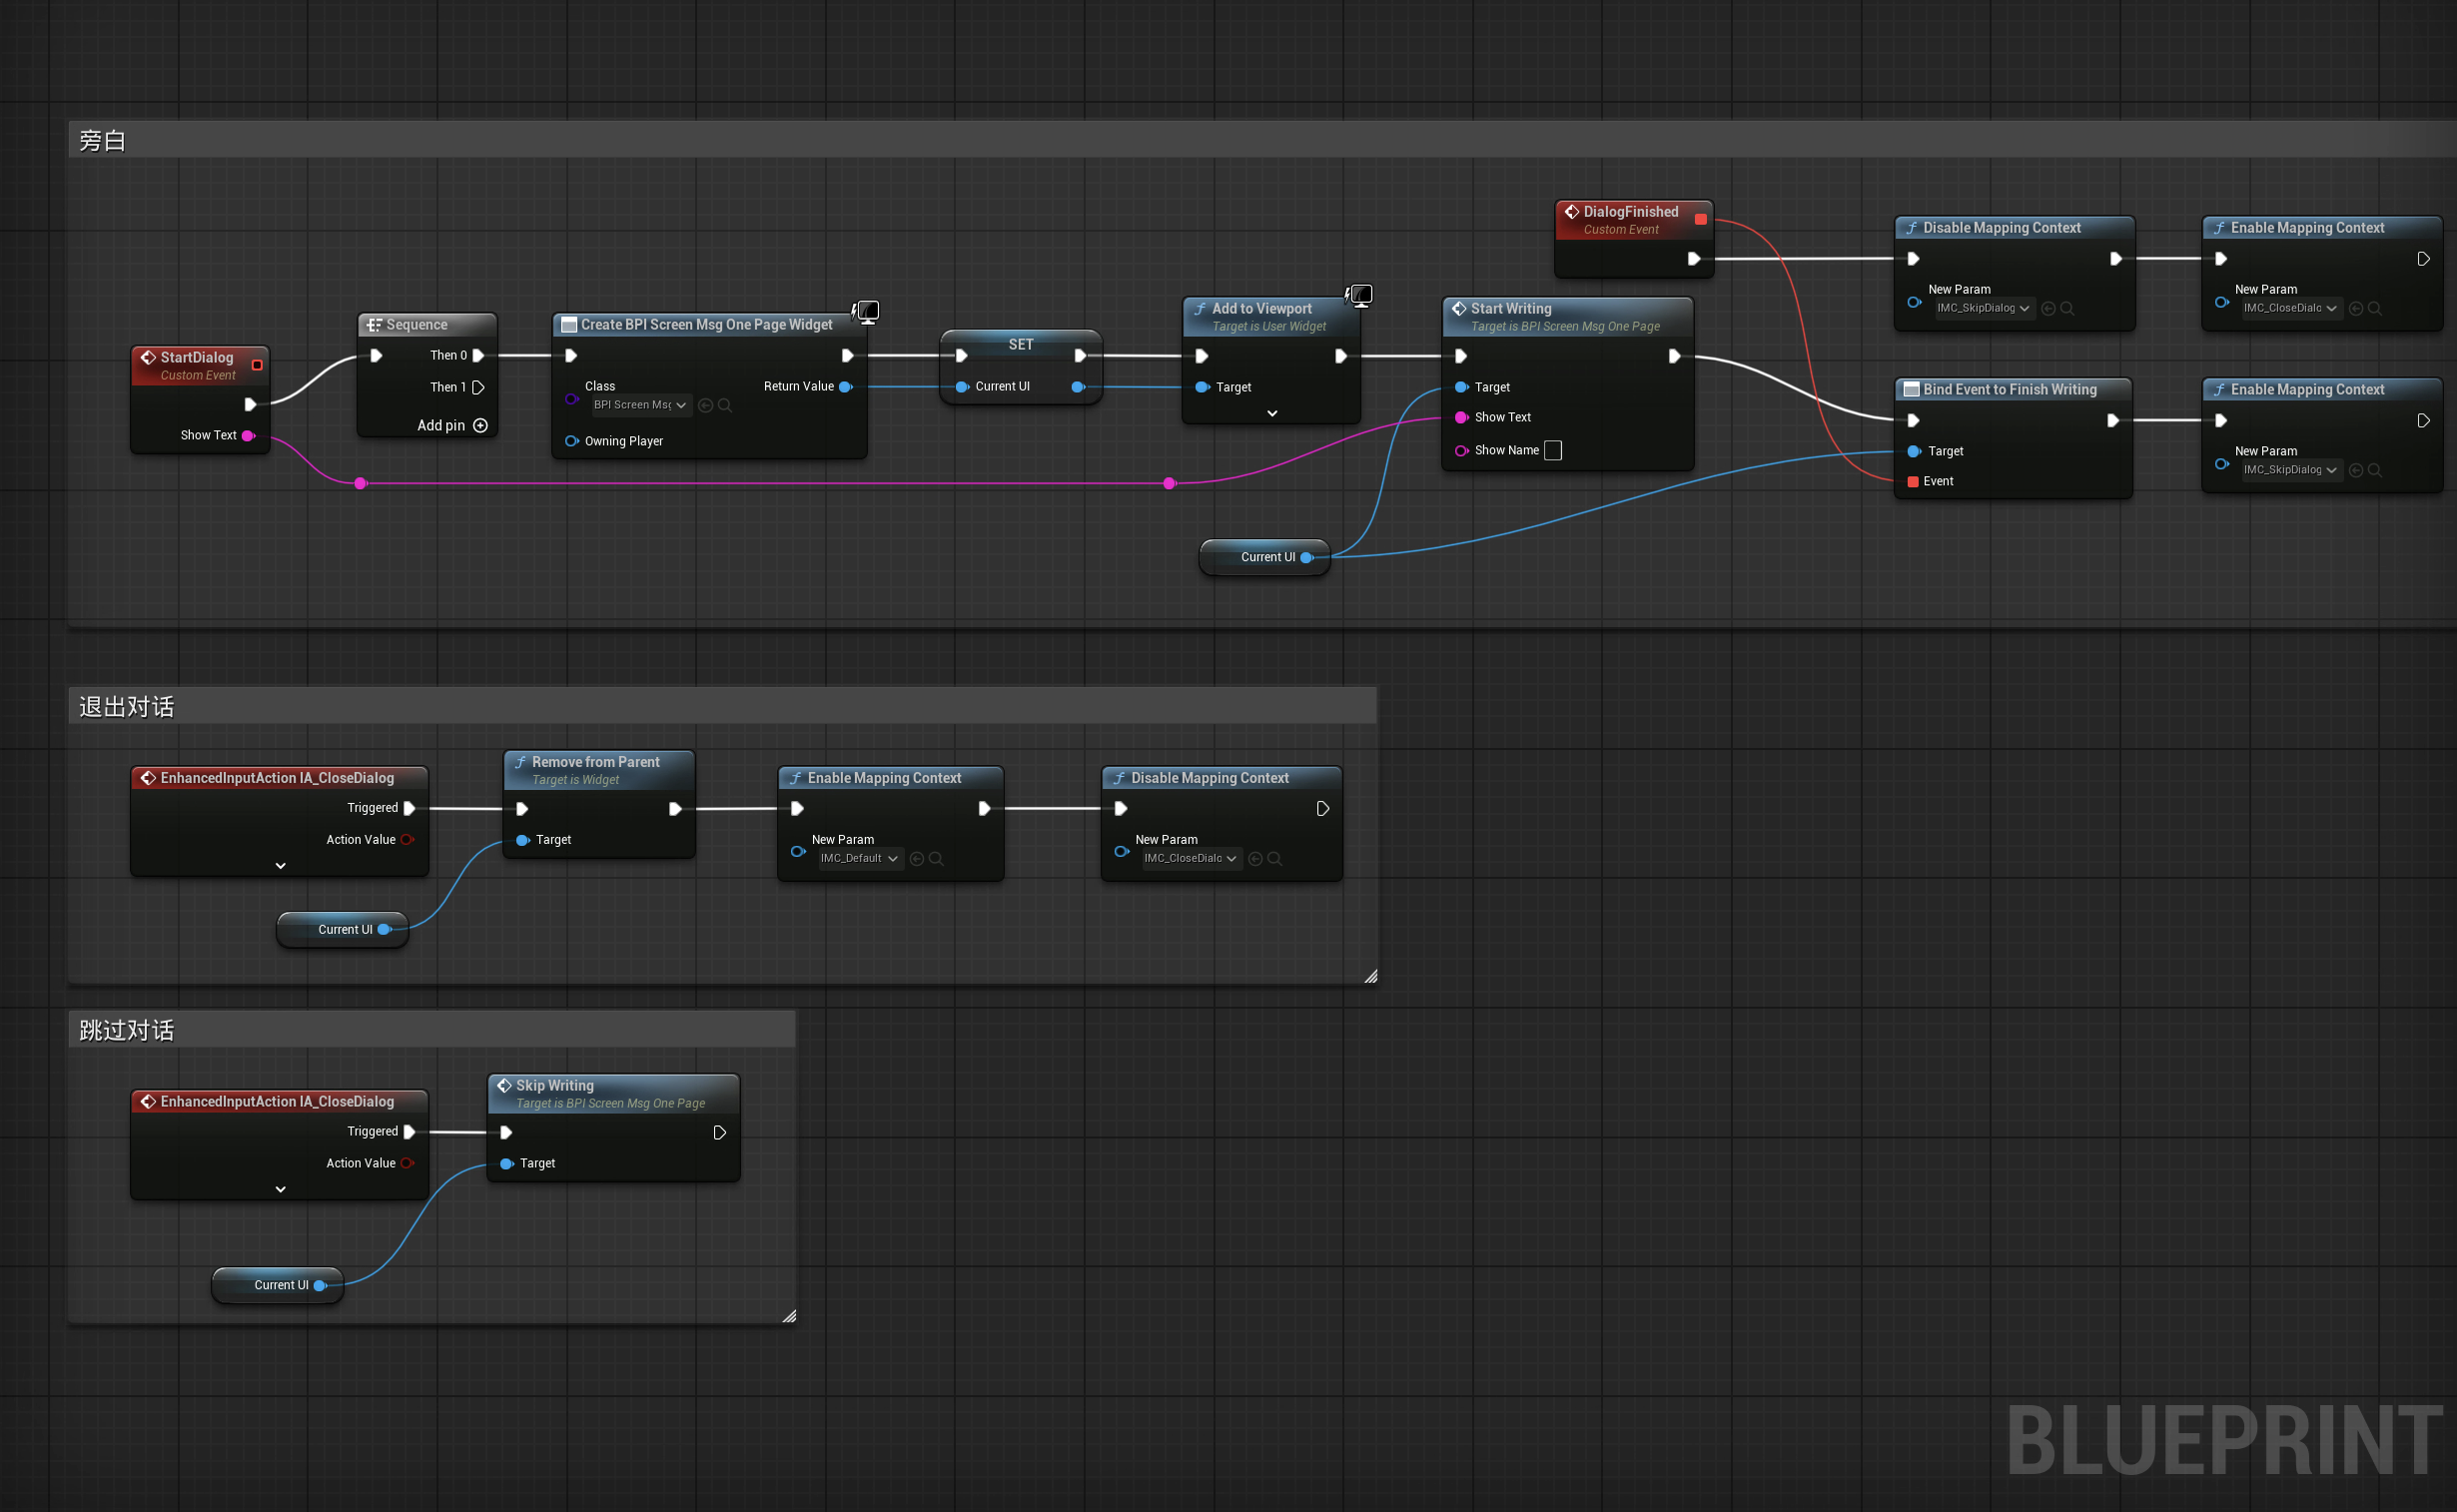 旁白
StartDialog
Custom Event
Show Text
Sequence
Then 0
Then 1
Add pin
Create BPI Screen Msg One Page Widget
Class
BPI Screen Msg
Return Value
Owning Player
SET
Current UI
Add to Viewport
Target is User Widget
Target
Start Writing
Target is BPI Screen Msg One Page
Target
Show Text
Show Name
Current UI
DialogFinished
Custom Event
Disable Mapping Context
New Param
IMC_SkipDialog
Enable Mapping Context
New Param
IMC_CloseDialo
Bind Event to Finish Writing
Target
Event
Enable Mapping Context
New Param
IMC_SkipDialog
退出对话
EnhancedInputAction IA_CloseDialog
Triggered
Action Value
Current UI
Remove from Parent
Target is Widget
Target
Enable Mapping Context
New Param
IMC_Default
Disable Mapping Context
New Param
IMC_CloseDialo
跳过对话
EnhancedInputAction IA_CloseDialog
Triggered
Action Value
Current UI
Skip Writing
Target is BPI Screen Msg One Page
Target
BLUEPRINT